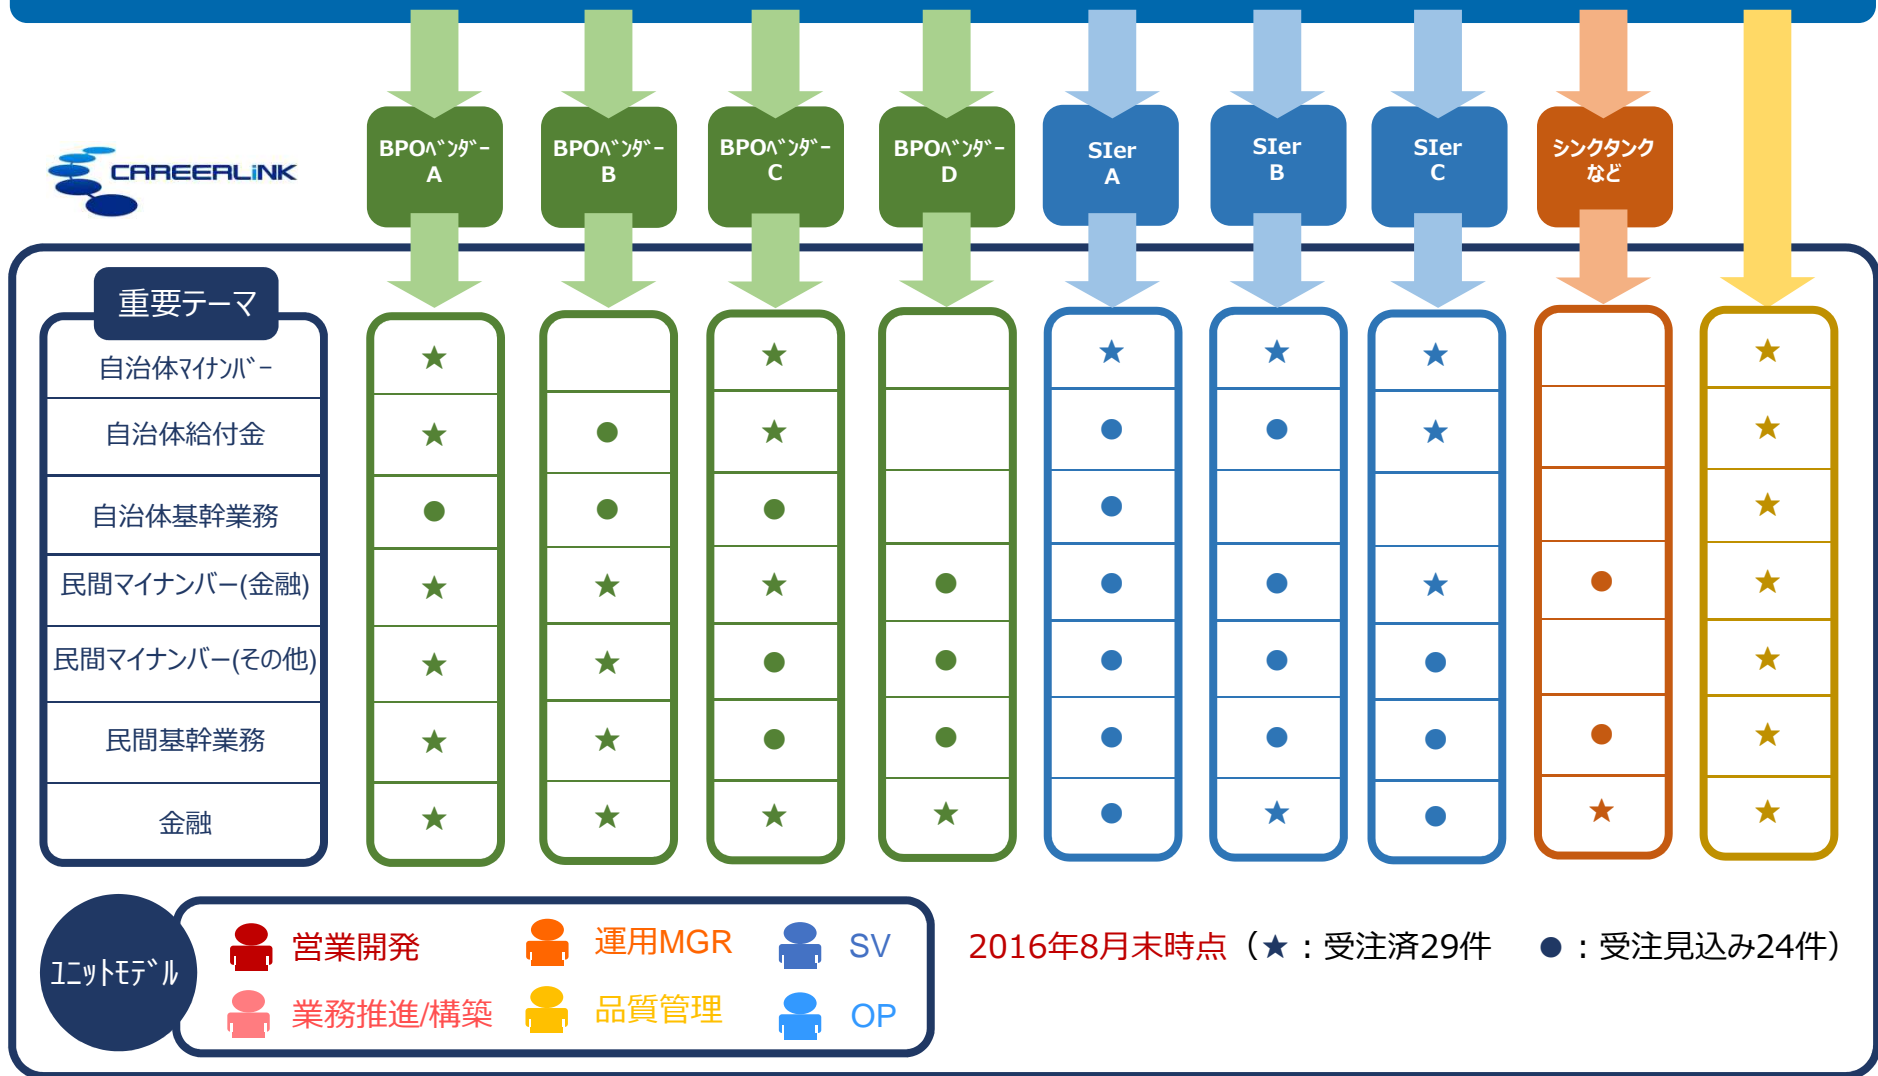 CAREERLiNK
BPOﾍﾞﾝﾀﾞｰ
A
BPOﾍﾞﾝﾀﾞｰ
B
BPOﾍﾞﾝﾀﾞｰ
C
BPOﾍﾞﾝﾀﾞｰ
D
SIer
A
SIer
B
SIer
C
シンクタンク
など
重要テーマ
自治体ﾏｲﾅﾝﾊﾞｰ
自治体給付金
自治体基幹業務
民間マイナンバー(金融)
民間マイナンバー(その他)
民間基幹業務
金融
ﾕﾆｯﾄﾓﾃﾞﾙ
営業開発
運用MGR
SV
業務推進/構築
品質管理
OP
2016年8月末時点（★：受注済29件　●：受注見込み24件）